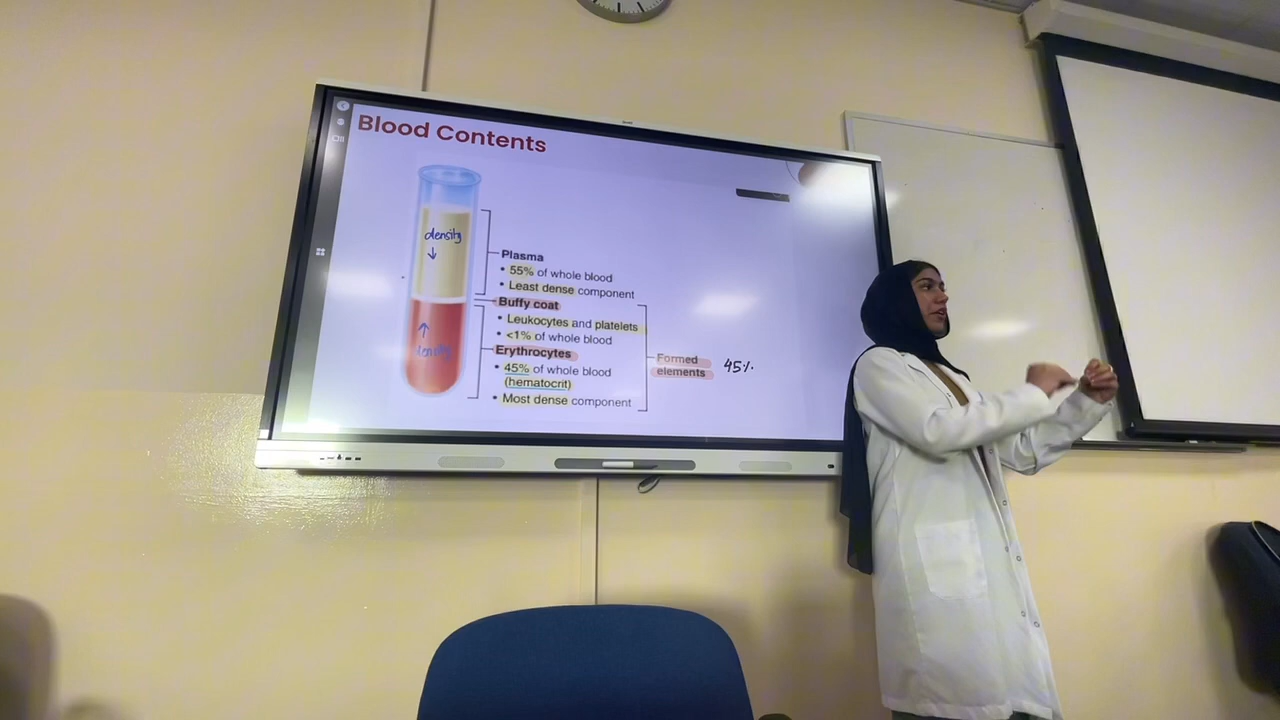 Blood Contents
density
↓
Plasma
• 55% of whole blood
• Least dense component
Buffy coat
• Leukocytes and platelets
• <1% of whole blood
↑
density
Erythrocytes
• 45% of whole blood
(hematocrit)
• Most dense component
Formed
elements
45%.